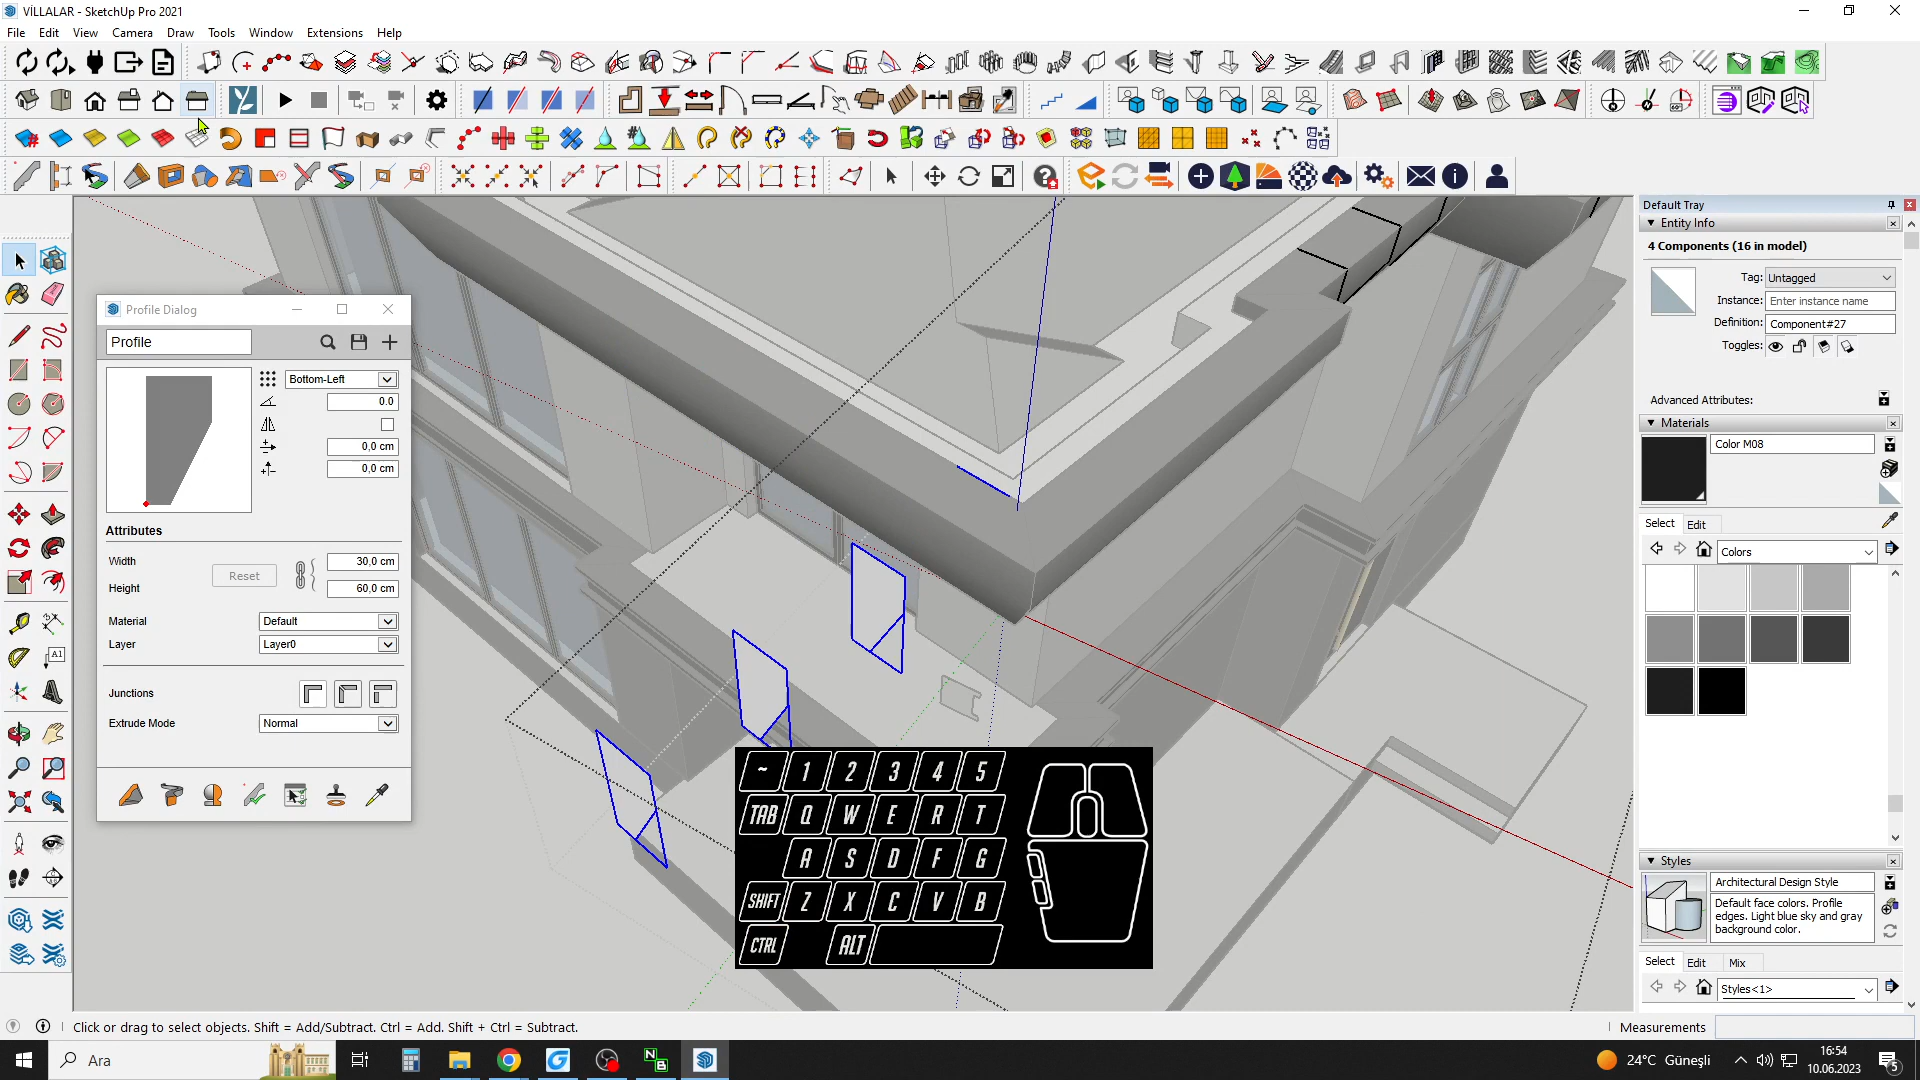 VİLLALAR - SketchUp Pro 2021
File Edit View Camera Draw Tools Window Extensions Help
Default Tray
Entity Info
4 Components (16 in model)
Tag: Untagged
Instance: Enter instance name
Definition: Component#27
Toggles:
Advanced Attributes:
Materials
Color M08
Select Edit
Colors
Styles
Architectural Design Style
Default face colors. Profile
edges. Light blue sky and gray
background color.
Select Edit Mix
Styles<1>
Profile Dialog
Profile
Bottom-Left
0.0
0,0 cm
0,0 cm
Attributes
Width 30,0 cm
Reset
Height 60,0 cm
Material Default
Layer Layer0
Junctions
Extrude Mode Normal
A1
~ 1 2 3 4 5
TAB Q W E R T
A S D F G
SHIFT Z X C V B
CTRL ALT
Click or drag to select objects. Shift = Add/Subtract. Ctrl = Add. Shift + Ctrl = Subtract.
Measurements
Ara
N
B
24°C Güneşli
16:54
10.06.2023
5